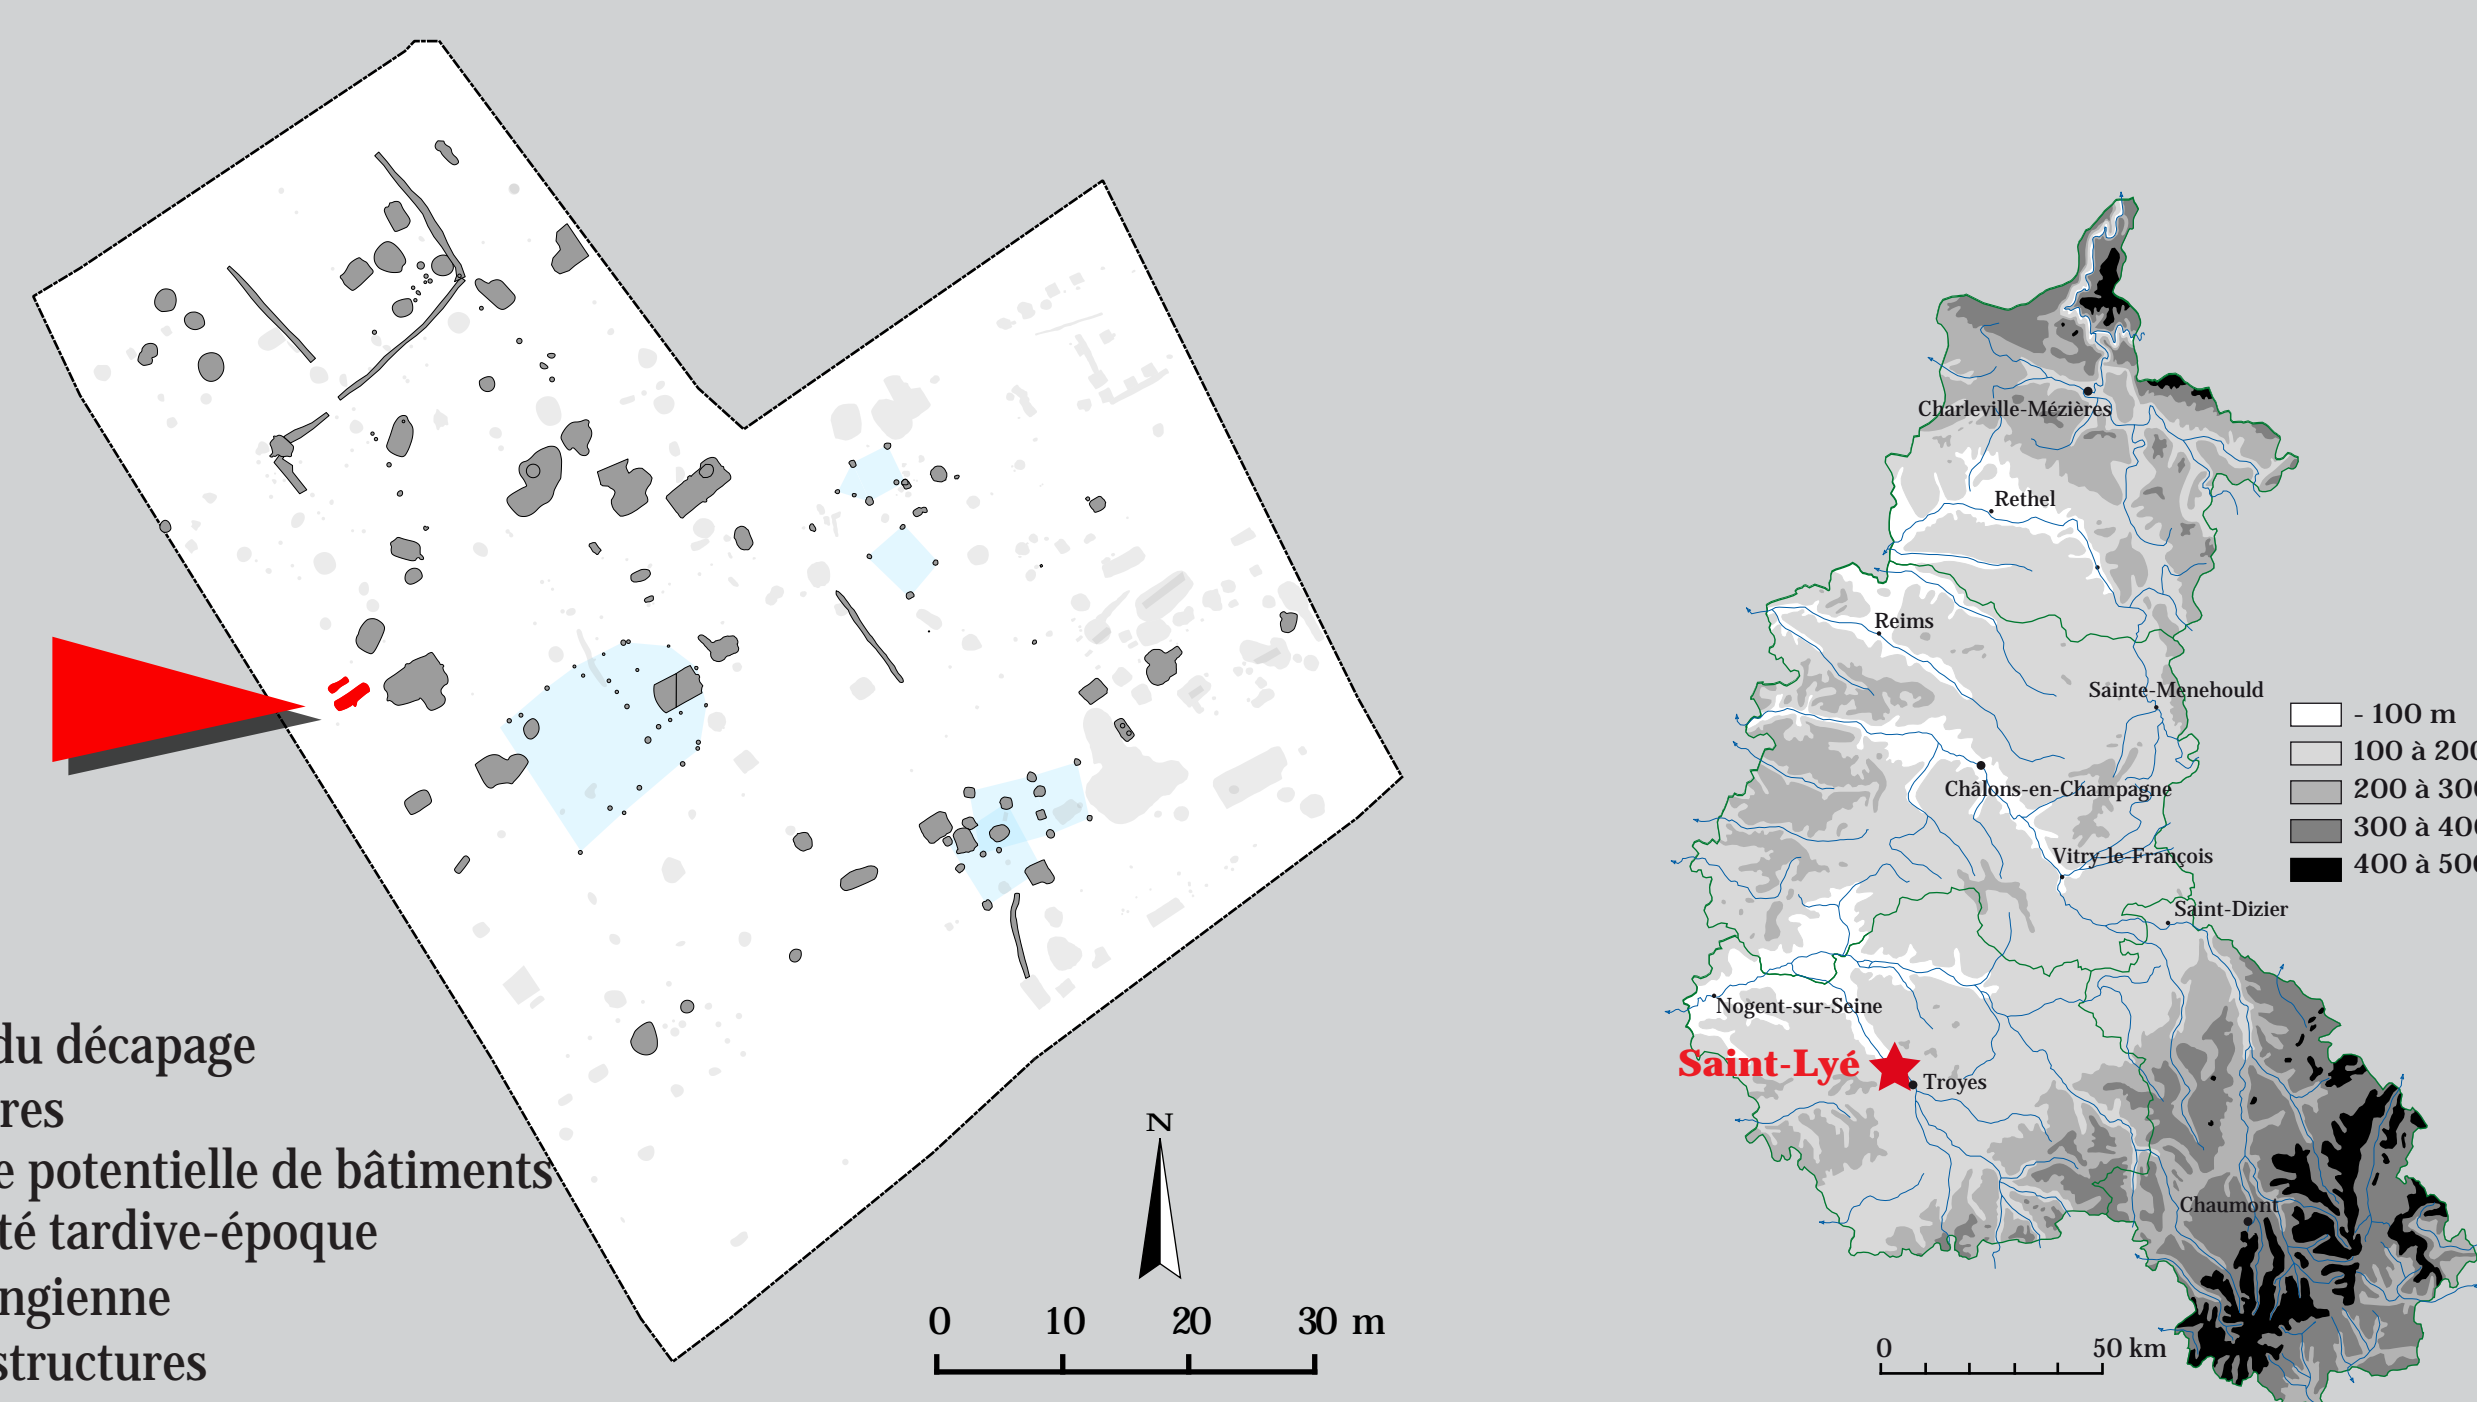 du décapage
res
e potentielle de bâtiments
té tardive-époque
ngienne
structures
N
0 10 20 30 m
Charleville-Mézières
Rethel
Reims
Sainte-Menehould
Châlons-en-Champagne
Vitry-le-François
Saint-Dizier
Nogent-sur-Seine
Saint-Lyé
Troyes
Chaumont
- 100 m
100 à 200
200 à 300
300 à 400
400 à 500
0 50 km